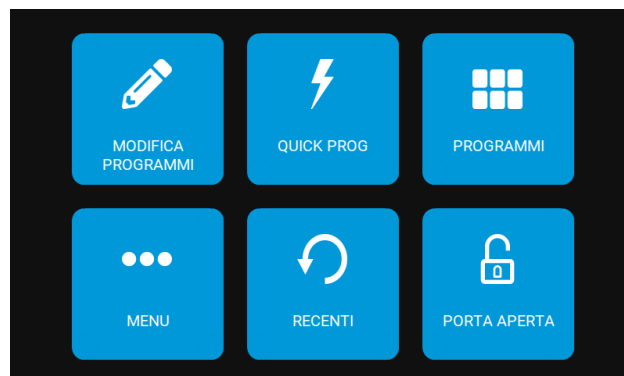 MODIFICA
PROGRAMMI
QUICK PROG
PROGRAMMI
MENU
RECENTI
PORTA APERTA